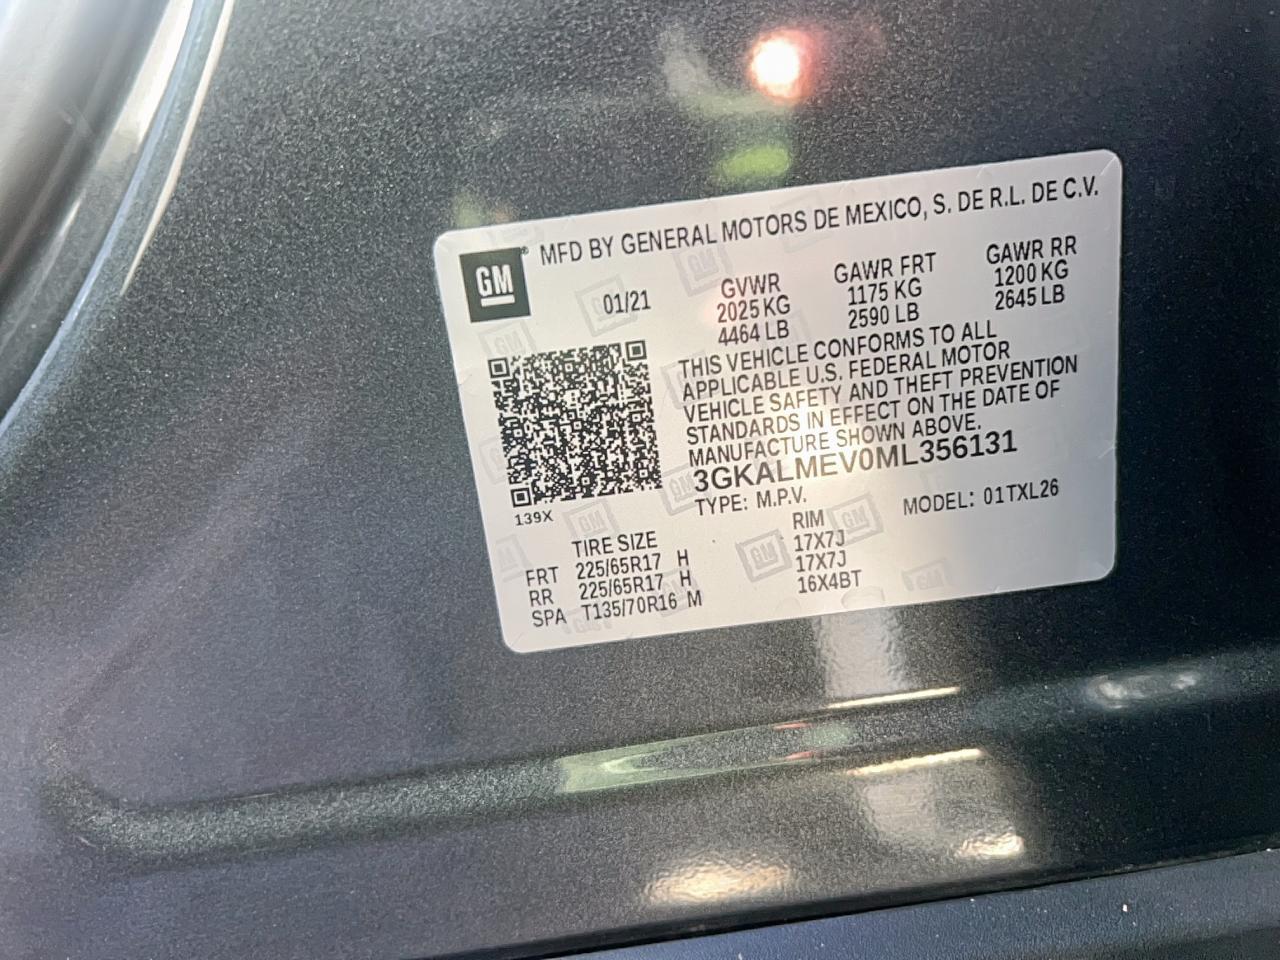 MFD BY GENERAL MOTORS DE MEXICO, S. DE R.L. DE C.V.
GM®
01/21
GVWR
2025 KG
4464 LB
GAWR FRT
1175 KG
2590 LB
GAWR RR
1200 KG
2645 LB
THIS VEHICLE CONFORMS TO ALL
APPLICABLE U.S. FEDERAL MOTOR
VEHICLE SAFETY AND THEFT PREVENTION
STANDARDS IN EFFECT ON THE DATE OF
MANUFACTURE SHOWN ABOVE.
3GKALMEV0ML356131
TYPE: M.P.V.
MODEL: 01TXL26
139X
TIRE SIZE RIM
FRT 225/65R17 H 17X7J
RR 225/65R17 H 17X7J
SPA T135/70R16 M 16X4BT